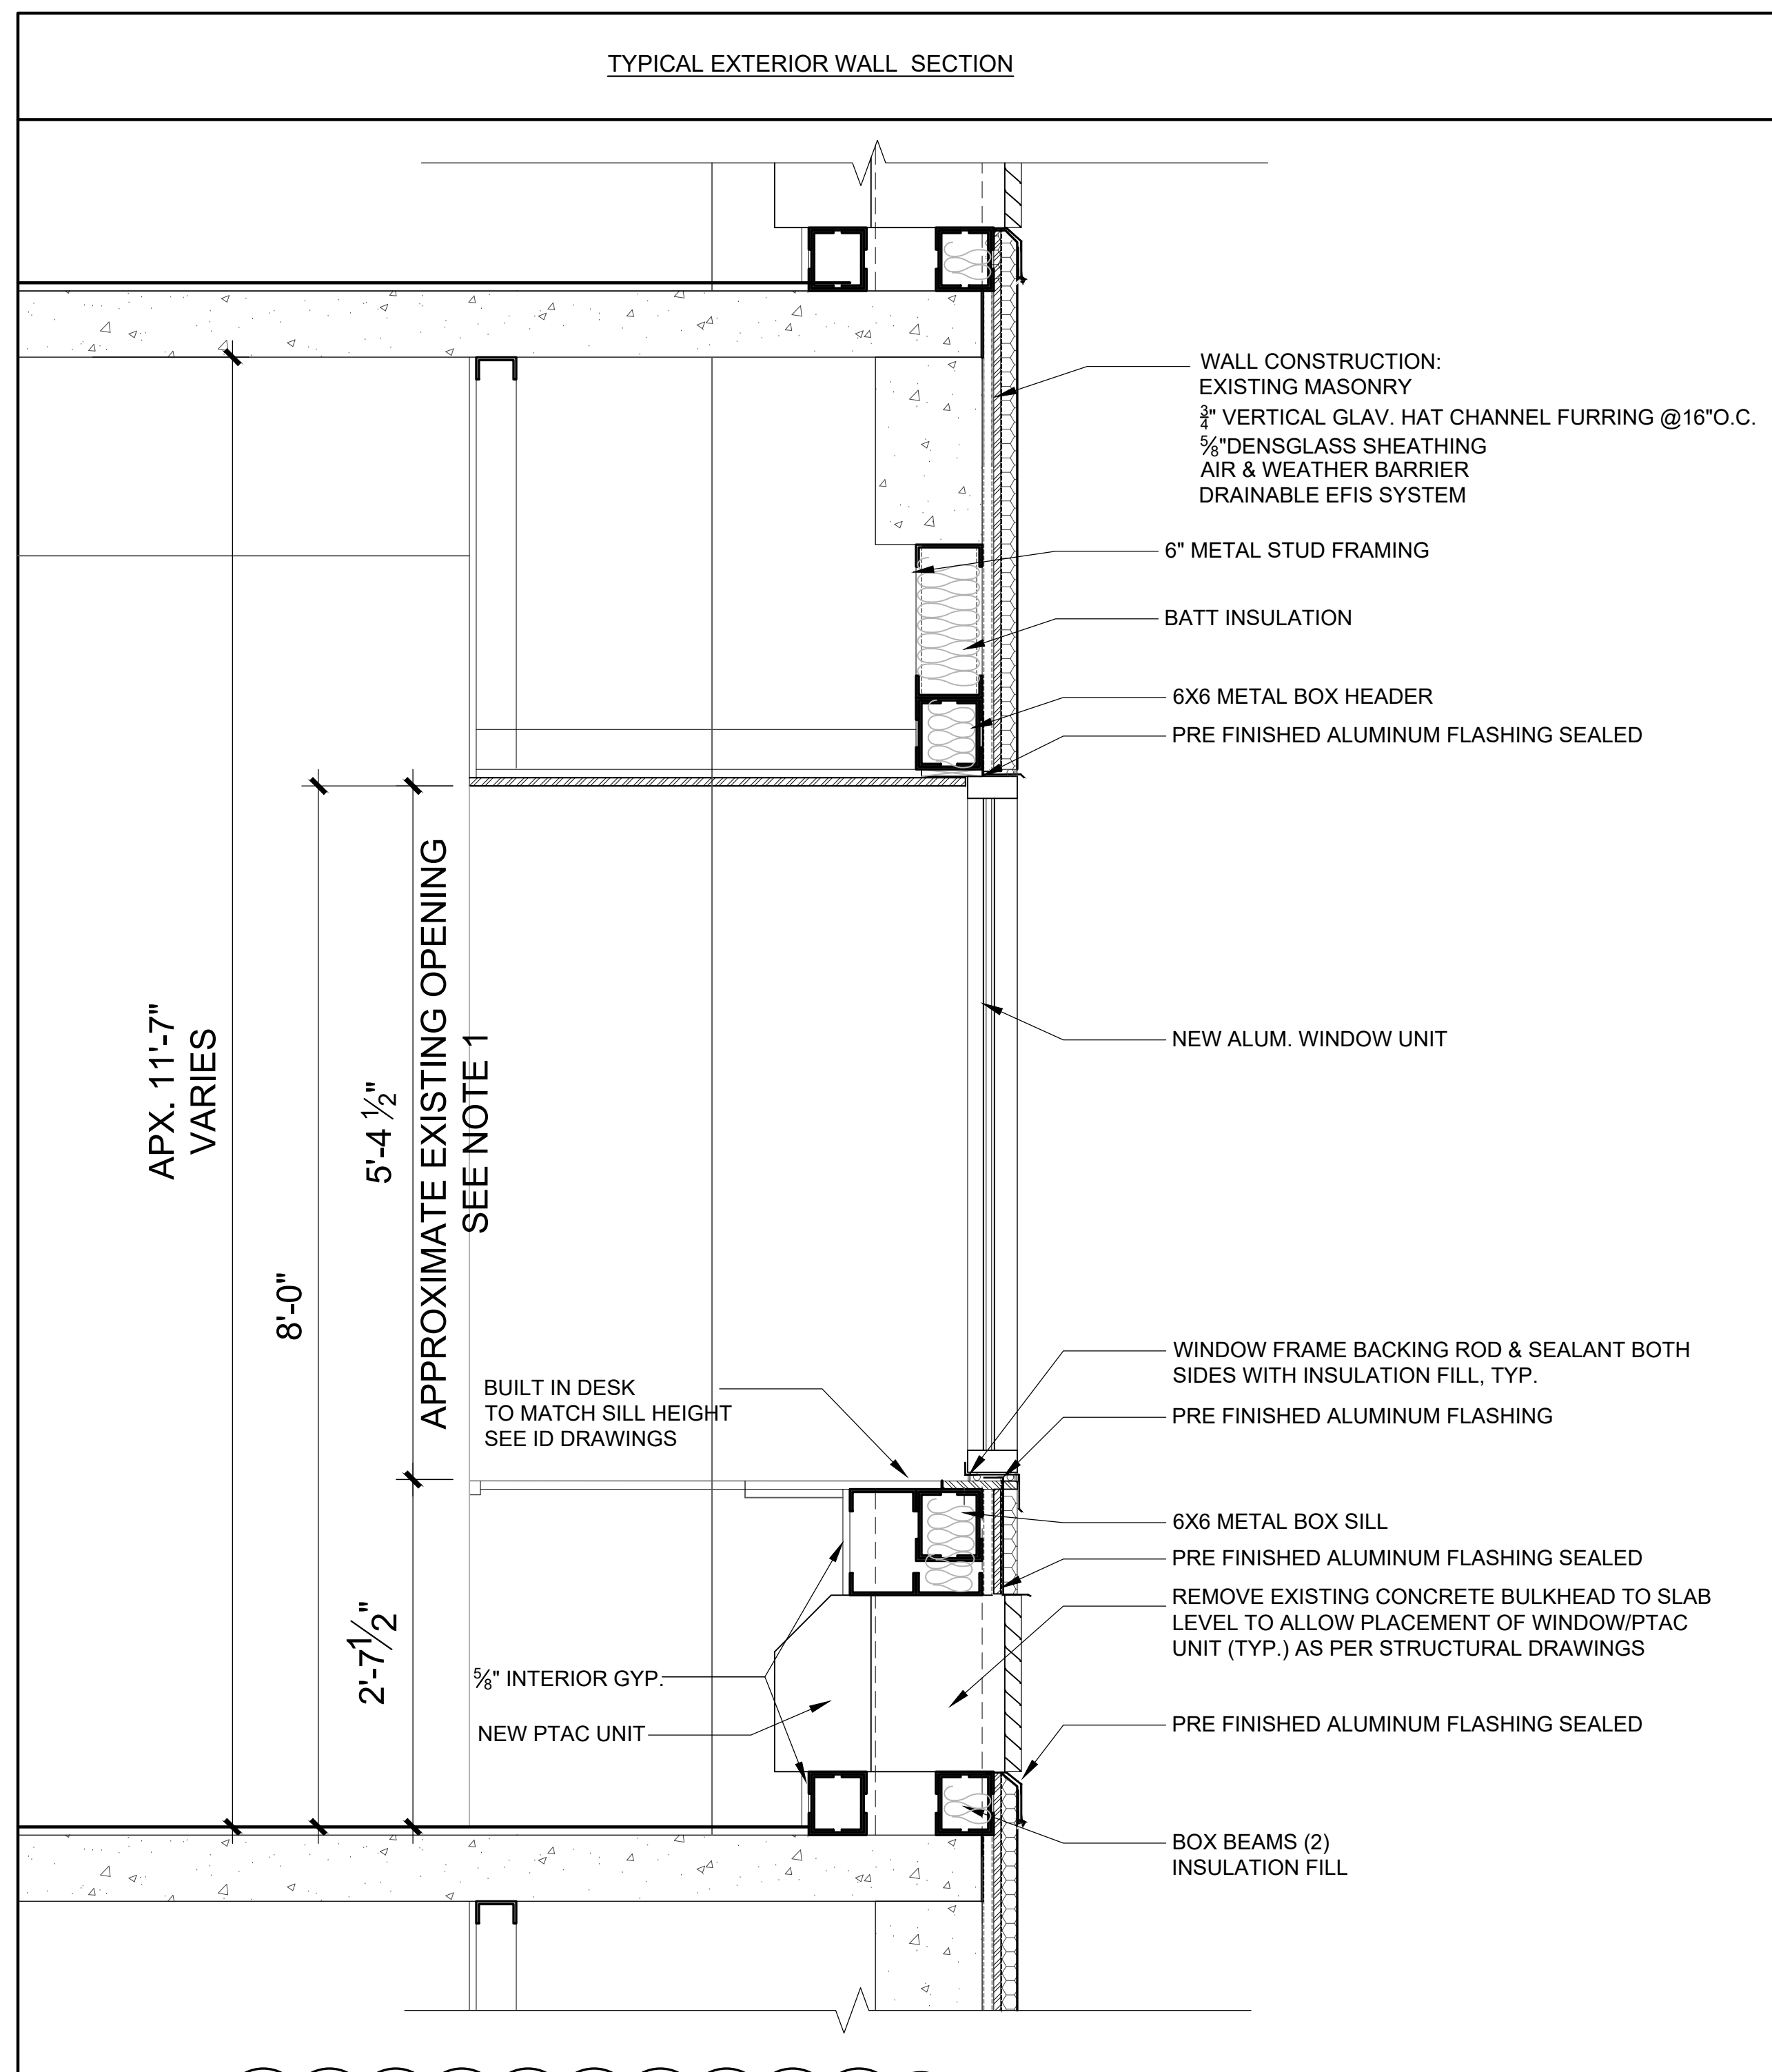 TYPICAL EXTERIOR WALL SECTION
WALL CONSTRUCTION:
EXISTING MASONRY
¾" VERTICAL GLAV. HAT CHANNEL FURRING @16"O.C.
⅝"DENSGLASS SHEATHING
AIR & WEATHER BARRIER
DRAINABLE EFIS SYSTEM
6" METAL STUD FRAMING
BATT INSULATION
6X6 METAL BOX HEADER
PRE FINISHED ALUMINUM FLASHING SEALED
APX. 11'-7"
VARIES
8'-0"
5'-4 ½"
APPROXIMATE EXISTING OPENING
SEE NOTE 1
NEW ALUM. WINDOW UNIT
WINDOW FRAME BACKING ROD & SEALANT BOTH
SIDES WITH INSULATION FILL, TYP.
PRE FINISHED ALUMINUM FLASHING
BUILT IN DESK
TO MATCH SILL HEIGHT
SEE ID DRAWINGS
6X6 METAL BOX SILL
PRE FINISHED ALUMINUM FLASHING SEALED
REMOVE EXISTING CONCRETE BULKHEAD TO SLAB
LEVEL TO ALLOW PLACEMENT OF WINDOW/PTAC
UNIT (TYP.) AS PER STRUCTURAL DRAWINGS
2'-7½"
⅝" INTERIOR GYP.
NEW PTAC UNIT
PRE FINISHED ALUMINUM FLASHING SEALED
BOX BEAMS (2)
INSULATION FILL